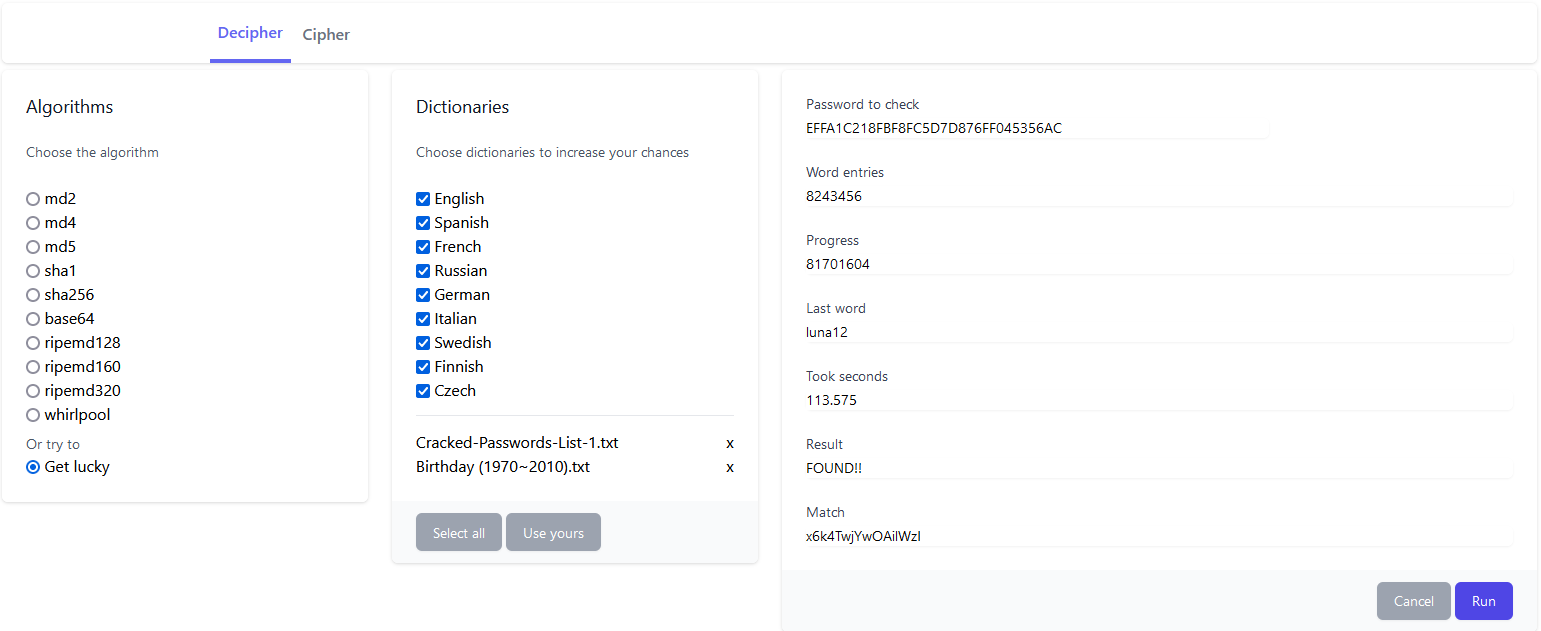 Decipher
Cipher
Algorithms
Choose the algorithm
md2
md4
md5
sha1
sha256
base64
ripemd128
ripemd160
ripemd320
whirlpool
Or try to
Get lucky
Dictionaries
Choose dictionaries to increase your chances
English
Spanish
French
Russian
German
Italian
Swedish
Finnish
Czech
Cracked-Passwords-List-1.txt x
Birthday (1970~2010).txt x
Select all
Use yours
Password to check
EFFA1C218FBF8FC5D7D876FF045356AC
Word entries
8243456
Progress
81701604
Last word
luna12
Took seconds
113.575
Result
FOUND!!
Match
x6k4TwjYwOAilWzI
Cancel
Run